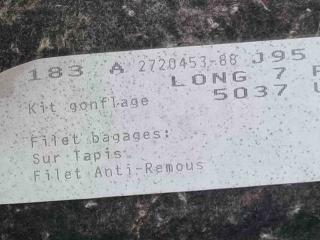 183 A 2720453-88 J95
LONG 7
5037
Kit gonflage
Filet bagages:
Sur Tapis
Filet Anti-Remous